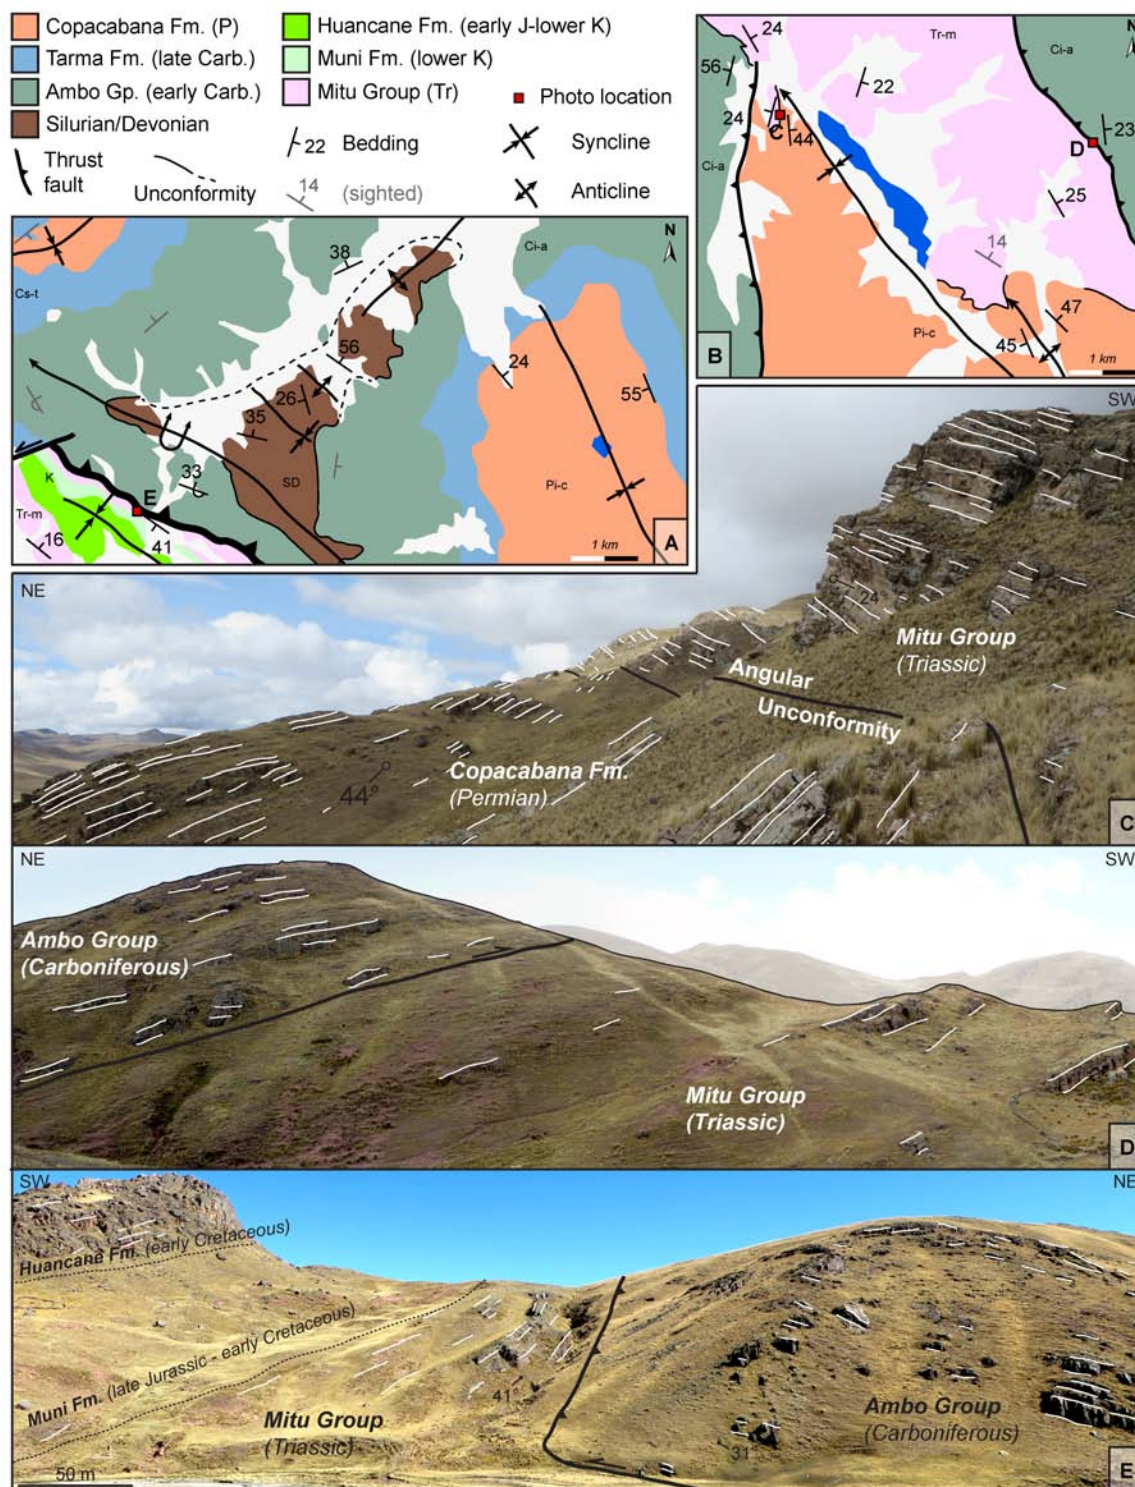 Copacabana Fm. (P)
Tarma Fm. (late Carb.)
Ambo Gp. (early Carb.)
Silurian/Devonian
Huancane Fm. (early J-lower K)
Muni Fm. (lower K)
Mitu Group (Tr)
Photo location
Thrust
fault
Unconformity
22 Bedding
14 (sighted)
Syncline
Anticline
N
Cs-t
38
Ci-a
56
24
55
26
35
33
SD
Pi-c
K
E
Tr-m
16
41
1 km
A
24
Tr-m
Ci-a
N
56
22
24
C
44
D
23
Ci-a
25
14
Pi-c
47
45
B
1 km
SW
NE
24
Mitu Group
(Triassic)
Angular
Unconformity
Copacabana Fm.
(Permian)
44°
C
NE
SW
Ambo Group
(Carboniferous)
Mitu Group
(Triassic)
D
SW
NE
Huancane Fm. (early Cretaceous)
Muni Fm. (late Jurassic - early Cretaceous)
41°
Mitu Group
(Triassic)
Ambo Group
(Carboniferous)
31°
50 m
E